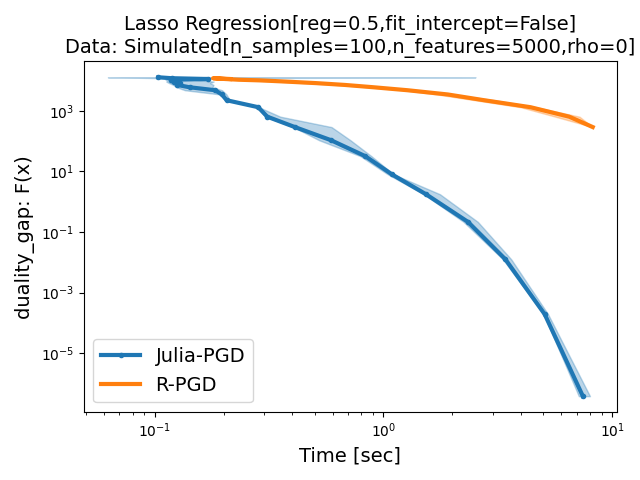 Lasso Regression[reg=0.5,fit_intercept=False]
Data: Simulated[n_samples=100,n_features=5000,rho=0]
duality_gap: F(x)
10³
10¹
10⁻¹
10⁻³
10⁻⁵
Julia-PGD
R-PGD
10⁻¹
10⁰
10¹
Time [sec]